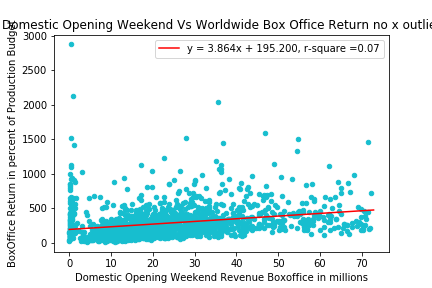 Domestic Opening Weekend Vs Worldwide Box Office Return no x outlie
y = 3.864x + 195.200, r-square =0.07
BoxOffice Return in percent of Production Budge
3000
2500
2000
1500
1000
500
0
0 10 20 30 40 50 60 70
Domestic Opening Weekend Revenue Boxoffice in millions